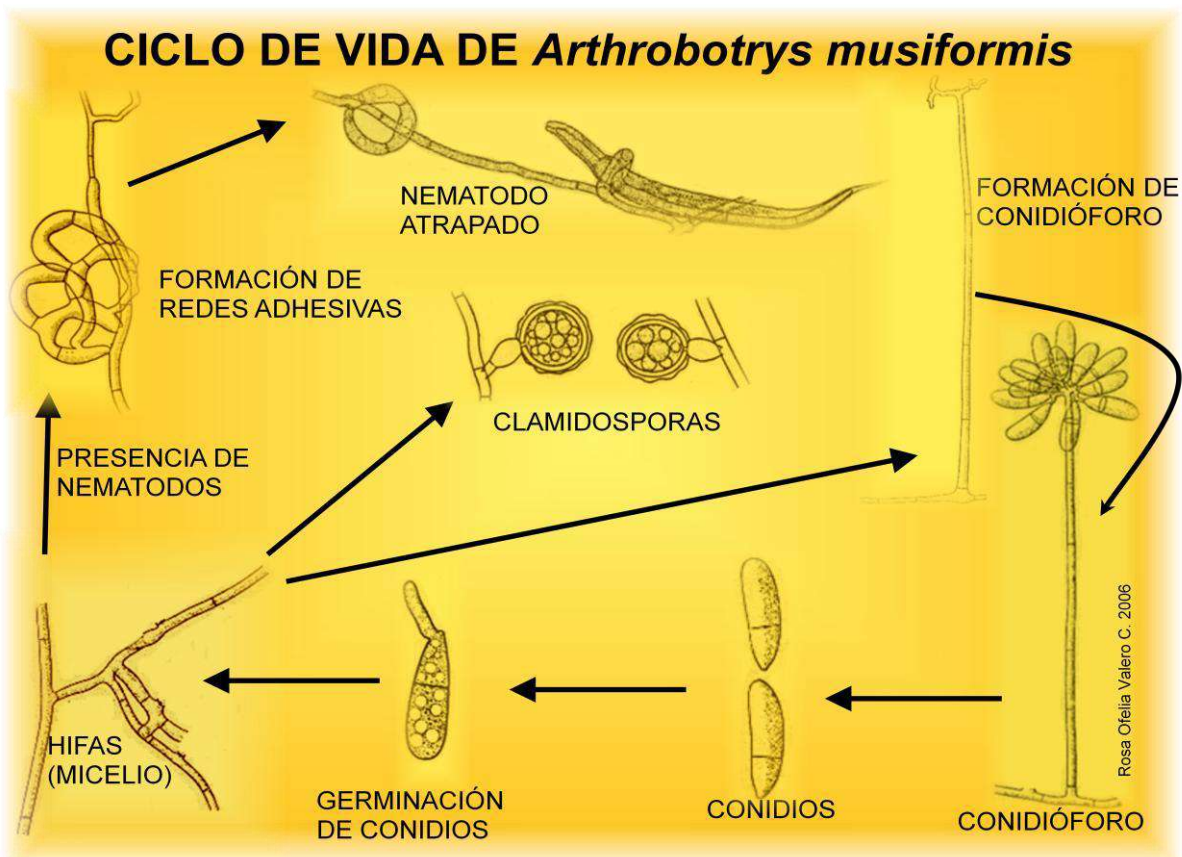 CICLO DE VIDA DE Arthrobotrys musiformis
NEMATODO
ATRAPADO
FORMACIÓN DE
CONIDIÓFORO
FORMACIÓN DE
REDES ADHESIVAS
CLAMIDOSPORAS
PRESENCIA DE
NEMATODOS
HIFAS
(MICELIO)
GERMINACIÓN
DE CONIDIOS
CONIDIOS
CONIDIÓFORO
Rosa Ofelia Valero C. 2006